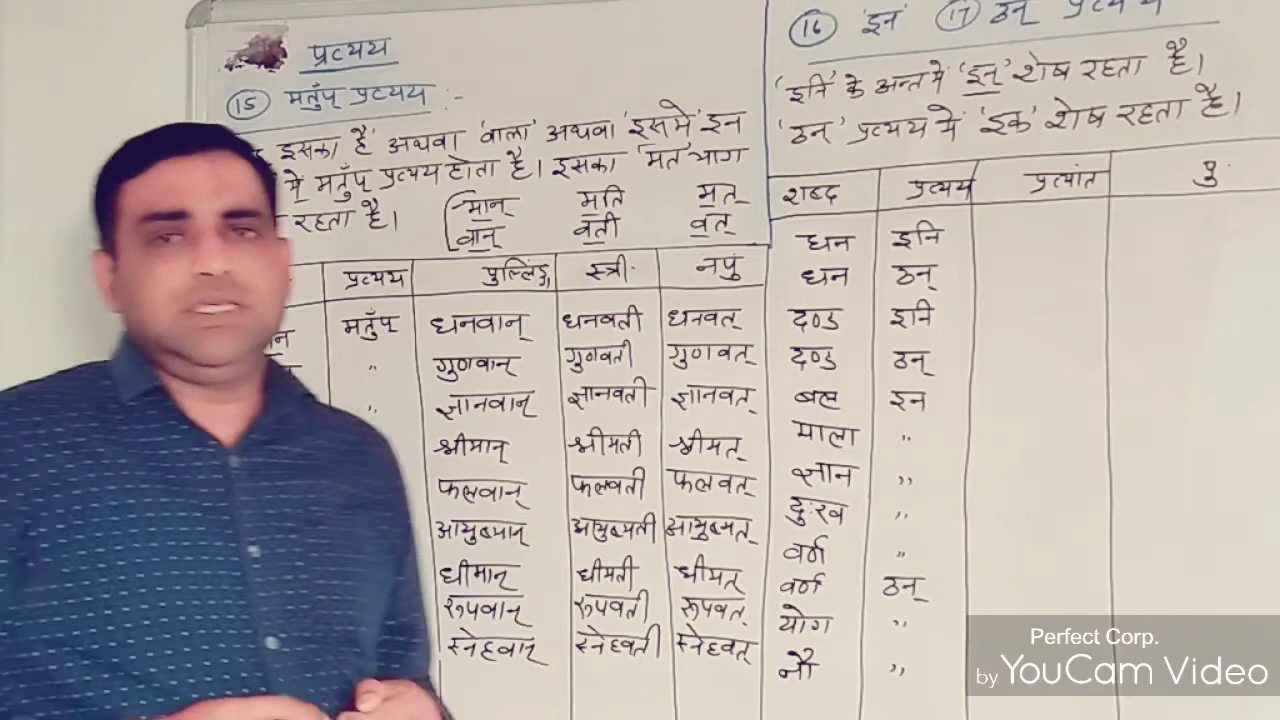 प्रत्यय
(15) मतुँप् प्रत्यय :-
इसका है' अथवा 'वाला' अथवा 'इसमें' इन
में मतुँप् प्रत्यय होता है। इसका 'मत' भाग
रहता है।
मान् मति मत्
वान् वती वत्
प्रत्यय पुल्लिङ्ग स्त्री. नपुं
मतुँप् धनवान् धनवती धनवत्
" गुणवान् गुणवती गुणवत्
" ज्ञानवान् ज्ञानवती ज्ञानवत्
श्रीमान् श्रीमती श्रीमत्
फलवान् फलवती फलवत्
आयुष्मान् आयुष्मती आयुष्मत्
धीमान् धीमती धीमत्
रूपवान् रूपवती रूपवत्
स्नेहवान् स्नेहवती स्नेहवत्
(16) 'इन' (17) ठन् प्रत्यय
'इनि' के अन्त में 'इन्' शेष रहता है।
'ठन्' प्रत्यय में 'इक' शेष रहता है।
शब्द प्रत्यय प्रत्यांत पु.
धन इनि
धन ठन्
दण्ड इनि
दण्ड ठन्
इन
माला "
ज्ञान "
दुःख "
वर्ण "
वर्ण ठन्
योग "
नौ "
Perfect Corp.
by YouCam Video